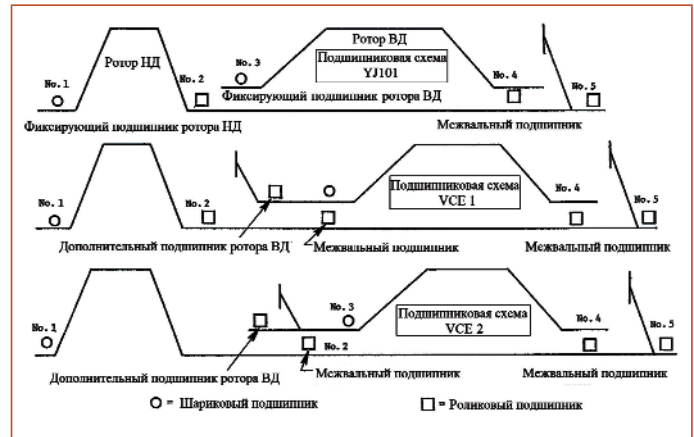 Ротор НД
Ротор ВД
Подшипниковая схема
YJ101
No.1
No.2
No.3
No.4
No.5
Фиксирующий подшипник ротора ВД
Фиксирующий подшипник ротора НД
Межвальный подшипник
Подшипниковая схема
VCE 1
No.1
No.2
No.4
No.5
Дополнительный подшипник ротора ВД
Межвальный подшипник
Межвальный подшипник
No.3
Подшипниковая схема
VCE 2
No.1
No.2
No.4
No.5
Дополнительный подшипник ротора ВД
Межвальный подшипник
Межвальный подшипник
= Шариковый подшипник
= Роликовый подшипник